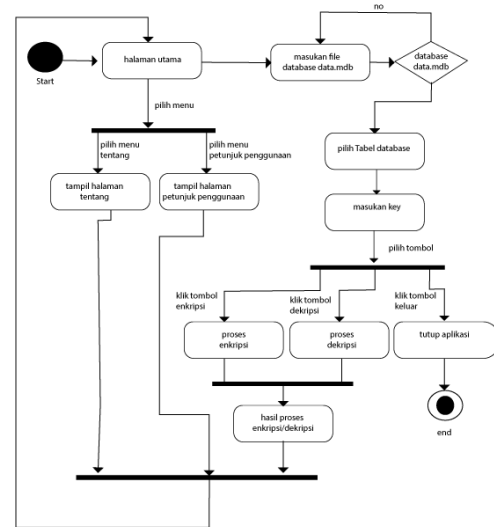 no
halaman utama
masukan file
database data.mdb
database
data.mdb
Start
pilih menu
pilih menu
tentang
pilih menu
petunjuk penggunaan
pilih Tabel database
tampil halaman
tentang
tampil halaman
petunjuk penggunaan
masukan key
pilih tombol
klik tombol
enkripsi
klik tombol
dekripsi
klik tombol
keluar
proses
enkripsi
proses
dekripsi
tutup aplikasi
hasil proses
enkripsi/dekripsi
end